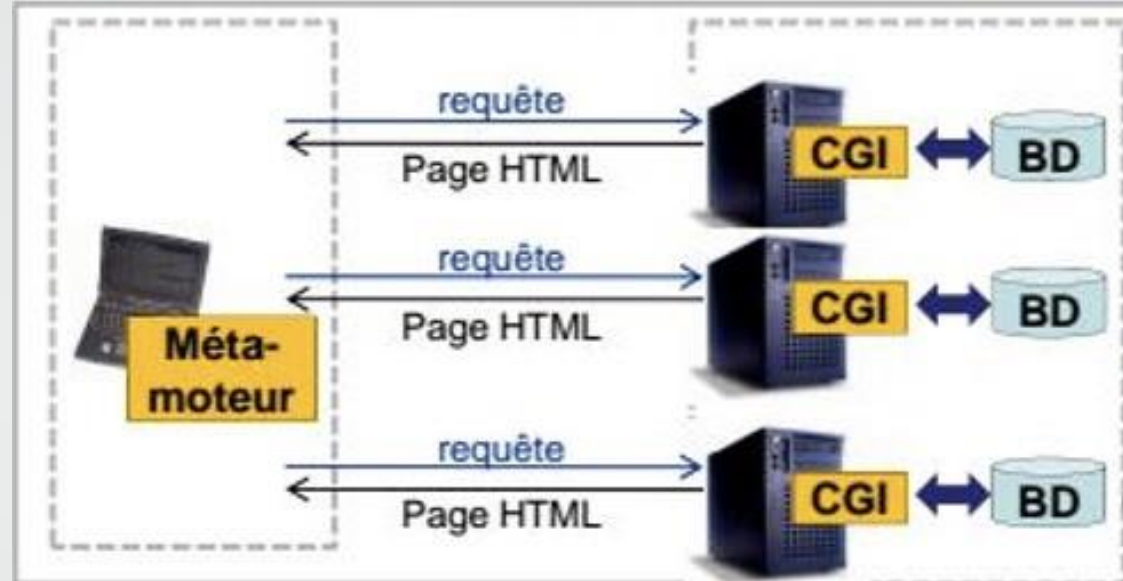 requête
Page HTML
CGI
BD
requête
Page HTML
CGI
BD
Méta-
moteur
requête
Page HTML
CGI
BD